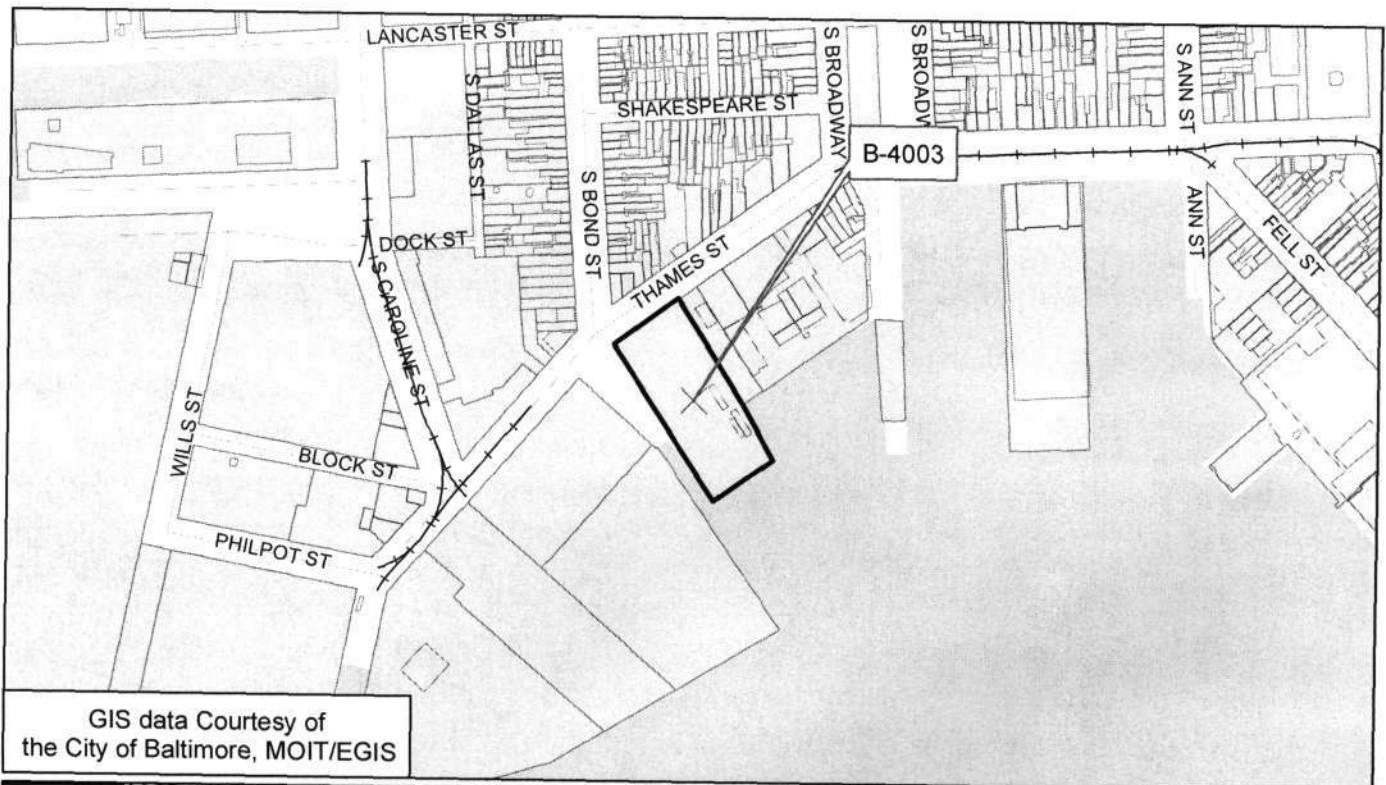 LANCASTER ST
S DALLAS ST
SHAKESPEARE ST
S BROADWAY
S BROADW
S ANN ST
B-4003
S BOND ST
DOCK ST
S CAROLINE ST
THAMES ST
ANN ST
FELL ST
WILLS ST
BLOCK ST
PHILPOT ST
GIS data Courtesy of
the City of Baltimore, MOIT/EGIS